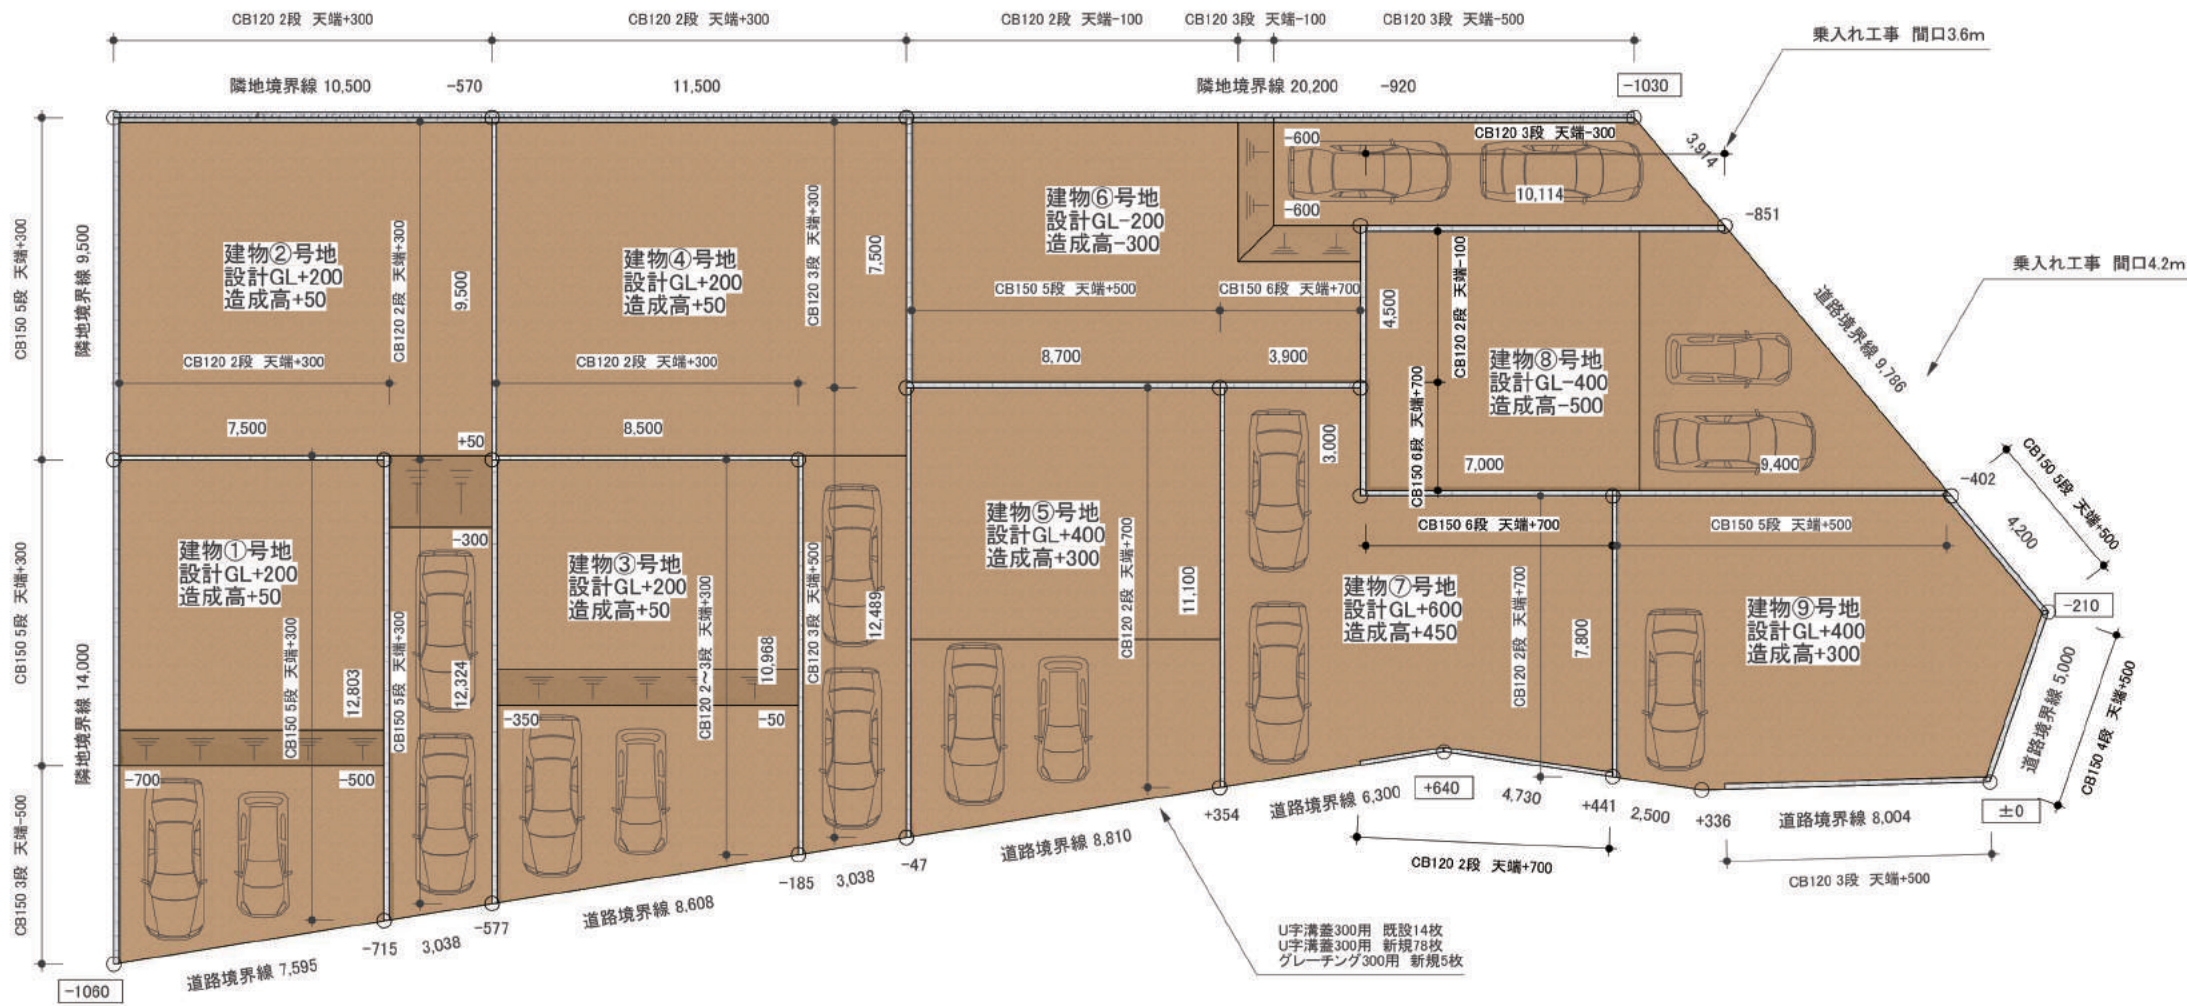 CB120 2段 天端+300
CB120 2段 天端+300
CB120 2段 天端-100
CB120 3段 天端-100
CB120 3段 天端-500
乗入れ工事 間口3.6m
隣地境界線 10,500
-570
11,500
隣地境界線 20,200
-920
-1030
-600
CB120 3段 天端-300
3,914
10,114
-600
-851
CB150 5段 天端+300
隣地境界線 9,500
建物②号地
設計GL+200
造成高+50
CB120 2段 天端+300
9,500
建物④号地
設計GL+200
造成高+50
CB120 3段 天端+300
7,500
建物⑥号地
設計GL-200
造成高-300
CB150 5段 天端+500
CB150 6段 天端+700
4,500
CB120 2段 天端-100
乗入れ工事 間口4.2m
道路境界線 9,786
CB120 2段 天端+300
CB120 2段 天端+300
8,700
3,900
建物⑧号地
設計GL-400
造成高-500
7,500
+50
8,500
3,000
CB150 6段 天端+700
7,000
9,400
-402
CB150 5段 天端+500
4,200
CB150 5段 天端+300
隣地境界線 14,000
建物①号地
設計GL+200
造成高+50
CB150 5段 天端+300
12,803
CB150 5段 天端+300
-300
12,324
建物③号地
設計GL+200
造成高+50
CB120 2～3段 天端+300
10,968
CB120 3段 天端+500
12,489
建物⑤号地
設計GL+400
造成高+300
CB120 2段 天端+700
11,100
CB150 6段 天端+700
CB150 5段 天端+500
建物⑦号地
設計GL+600
造成高+450
CB120 2段 天端+700
7,800
建物⑨号地
設計GL+400
造成高+300
-210
道路境界線 5,000
CB150 4段 天端+500
-350
-50
-700
-500
CB150 3段 天端-500
+354
道路境界線 6,300
+640
4,730
+441
2,500
+336
道路境界線 8,004
±0
CB120 2段 天端+700
CB120 3段 天端+500
道路境界線 8,810
-47
3,038
-185
道路境界線 8,608
-577
3,038
-715
道路境界線 7,595
-1060
U字溝蓋300用 既設14枚
U字溝蓋300用 新規78枚
グレーチング300用 新規5枚